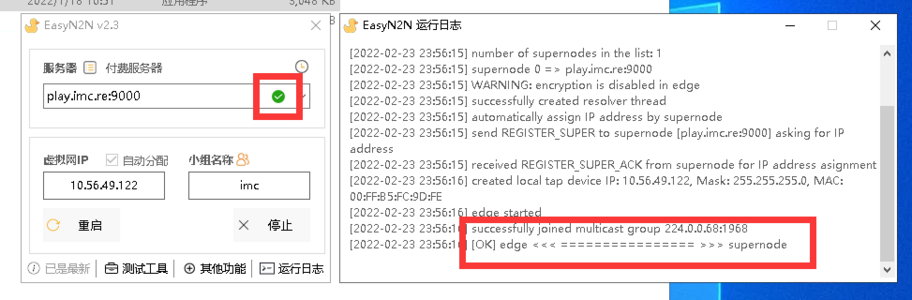 2022/1/18 10:51 应用程序 3,048 KB
EasyN2N v2.3
服务器 付费服务器
play.imc.re:9000
虚拟网IP 自动分配 小组名称
10.56.49.122 imc
重启 停止
已是最新 测试工具 其他功能 运行日志
EasyN2N 运行日志
[2022-02-23 23:56:15] number of supernodes in the list: 1
[2022-02-23 23:56:15] supernode 0 => play.imc.re:9000
[2022-02-23 23:56:15] WARNING: encryption is disabled in edge
[2022-02-23 23:56:15] successfully created resolver thread
[2022-02-23 23:56:15] automatically assign IP address by supernode
[2022-02-23 23:56:15] send REGISTER_SUPER to supernode [play.imc.re:9000] asking for IP
address
[2022-02-23 23:56:15] received REGISTER_SUPER_ACK from supernode for IP address asignment
[2022-02-23 23:56:16] created local tap device IP: 10.56.49.122, Mask: 255.255.255.0, MAC:
00:FF:B5:FC:9D:FE
[2022-02-23 23:56:16] edge started
[2022-02-23 23:56:16] successfully joined multicast group 224.0.0.68:1968
[2022-02-23 23:56:16] [OK] edge <<< ================ >>> supernode